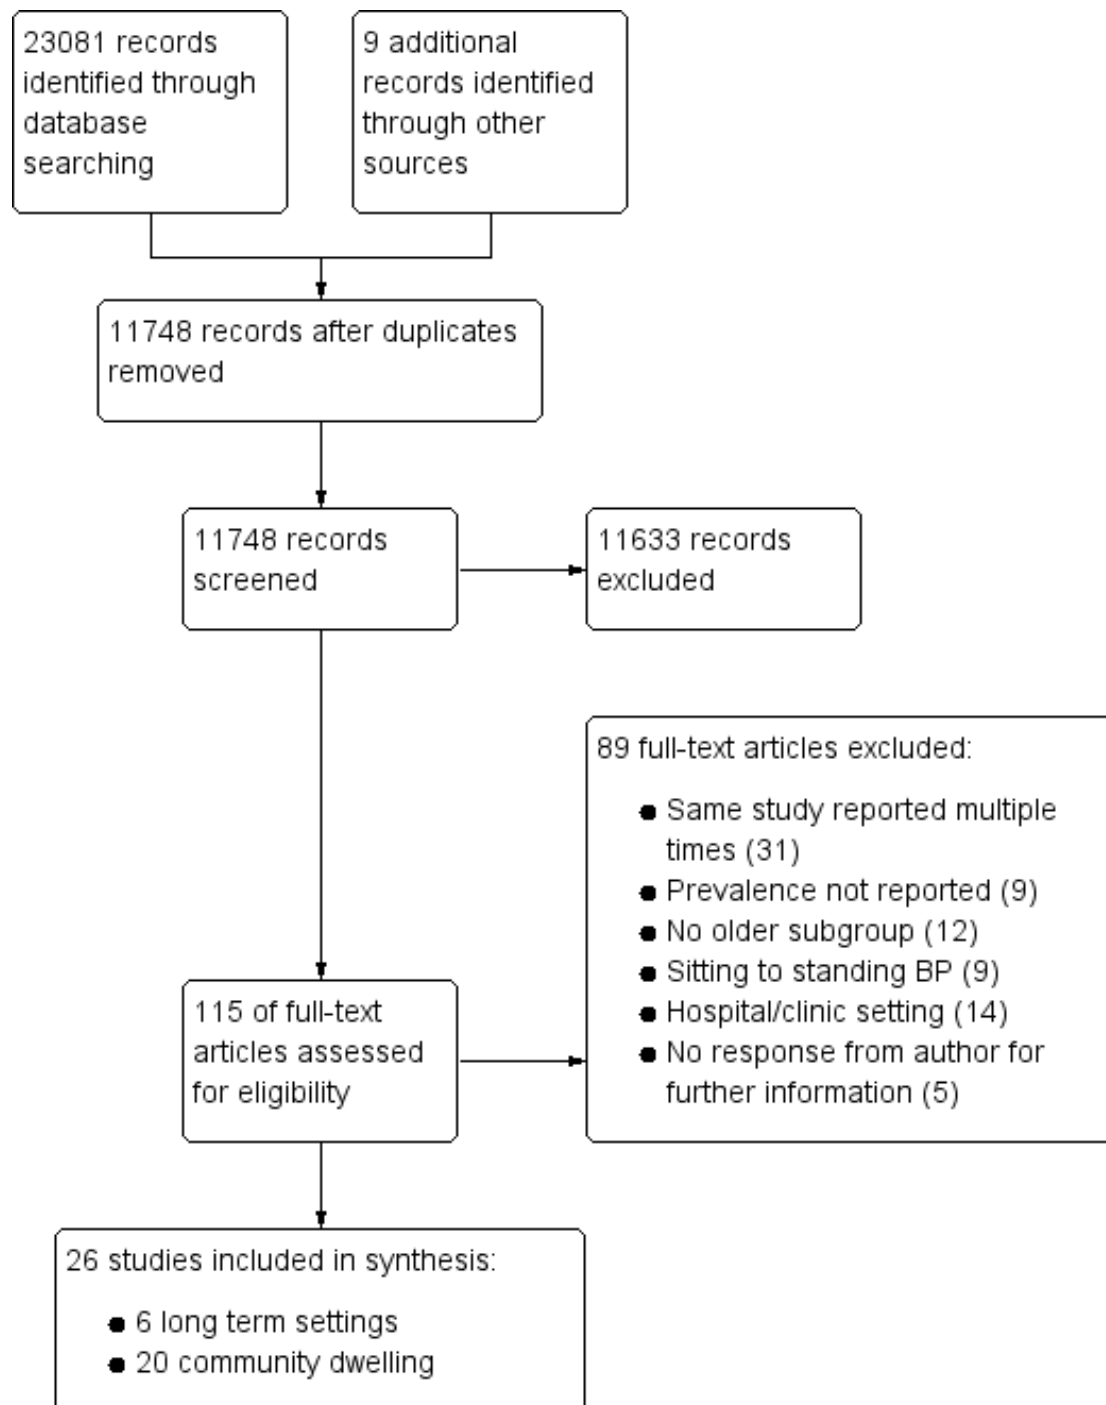 23081 records
identified through
database
searching
9 additional
records identified
through other
sources
11748 records after duplicates
removed
11748 records
screened
11633 records
excluded
89 full-text articles excluded:
● Same study reported multiple
times (31)
● Prevalence not reported (9)
● No older subgroup (12)
● Sitting to standing BP (9)
● Hospital/clinic setting (14)
● No response from author for
further information (5)
115 of full-text
articles assessed
for eligibility
26 studies included in synthesis:
● 6 long term settings
● 20 community dwelling